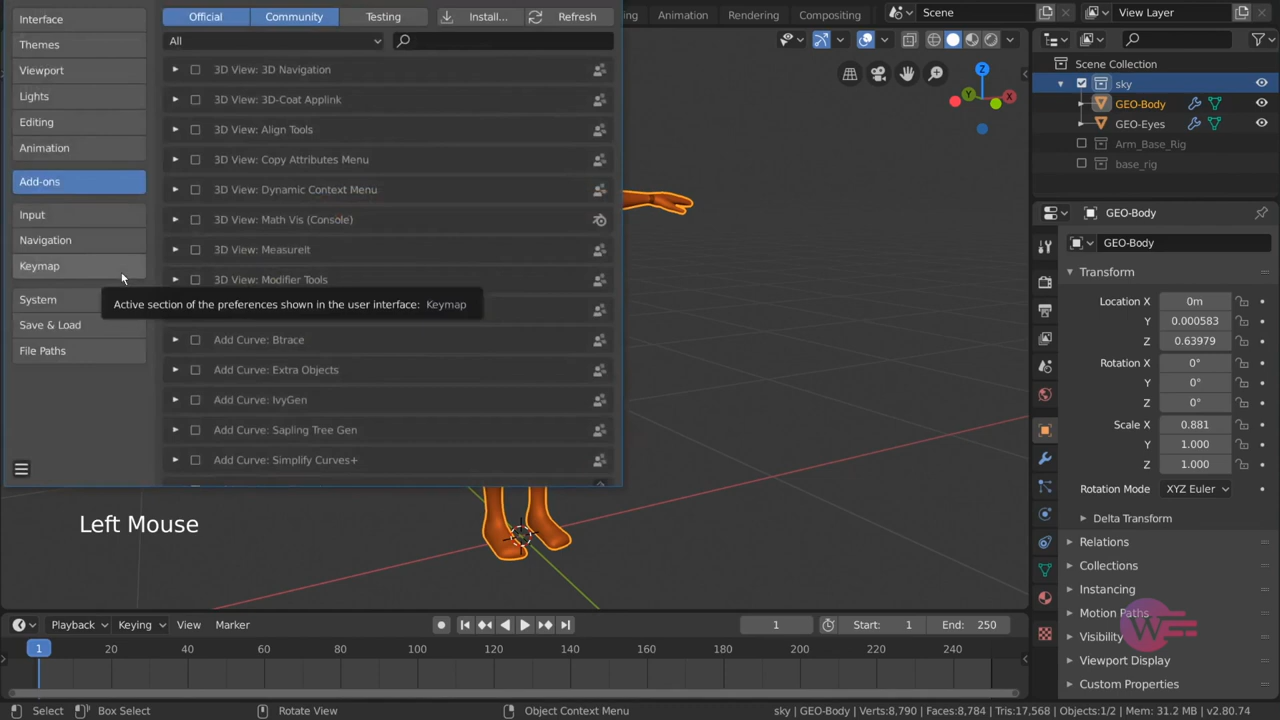 Interface
Themes
Viewport
Lights
Editing
Animation
Add-ons
Input
Navigation
Keymap
System
Save & Load
File Paths
Official
Community
Testing
Install...
Refresh
All
3D View: 3D Navigation
3D View: 3D-Coat Applink
3D View: Align Tools
3D View: Copy Attributes Menu
3D View: Dynamic Context Menu
3D View: Math Vis (Console)
3D View: MeasureIt
3D View: Modifier Tools
Active section of the preferences shown in the user interface: Keymap
Add Curve: Btrace
Add Curve: Extra Objects
Add Curve: IvyGen
Add Curve: Sapling Tree Gen
Add Curve: Simplify Curves+
Left Mouse
Animation
Rendering
Compositing
Scene
View Layer
Z
Y
X
Scene Collection
sky
GEO-Body
GEO-Eyes
Arm_Base_Rig
base_rig
GEO-Body
GEO-Body
Transform
Location X 0m
Y 0.000583
Z 0.63979
Rotation X 0°
Y 0°
Z 0°
Scale X 0.881
Y 1.000
Z 1.000
Rotation Mode XYZ Euler
Delta Transform
Relations
Collections
Instancing
Motion Paths
Visibility
Viewport Display
Custom Properties
Playback
Keying
View
Marker
1
Start: 1
End: 250
1 20 40 60 80 100 120 140 160 180 200 220 240
Select
Box Select
Rotate View
Object Context Menu
sky | GEO-Body | Verts:8,790 | Faces:8,784 | Tris:17,568 | Objects:1/2 | Mem: 31.2 MB | v2.80.74